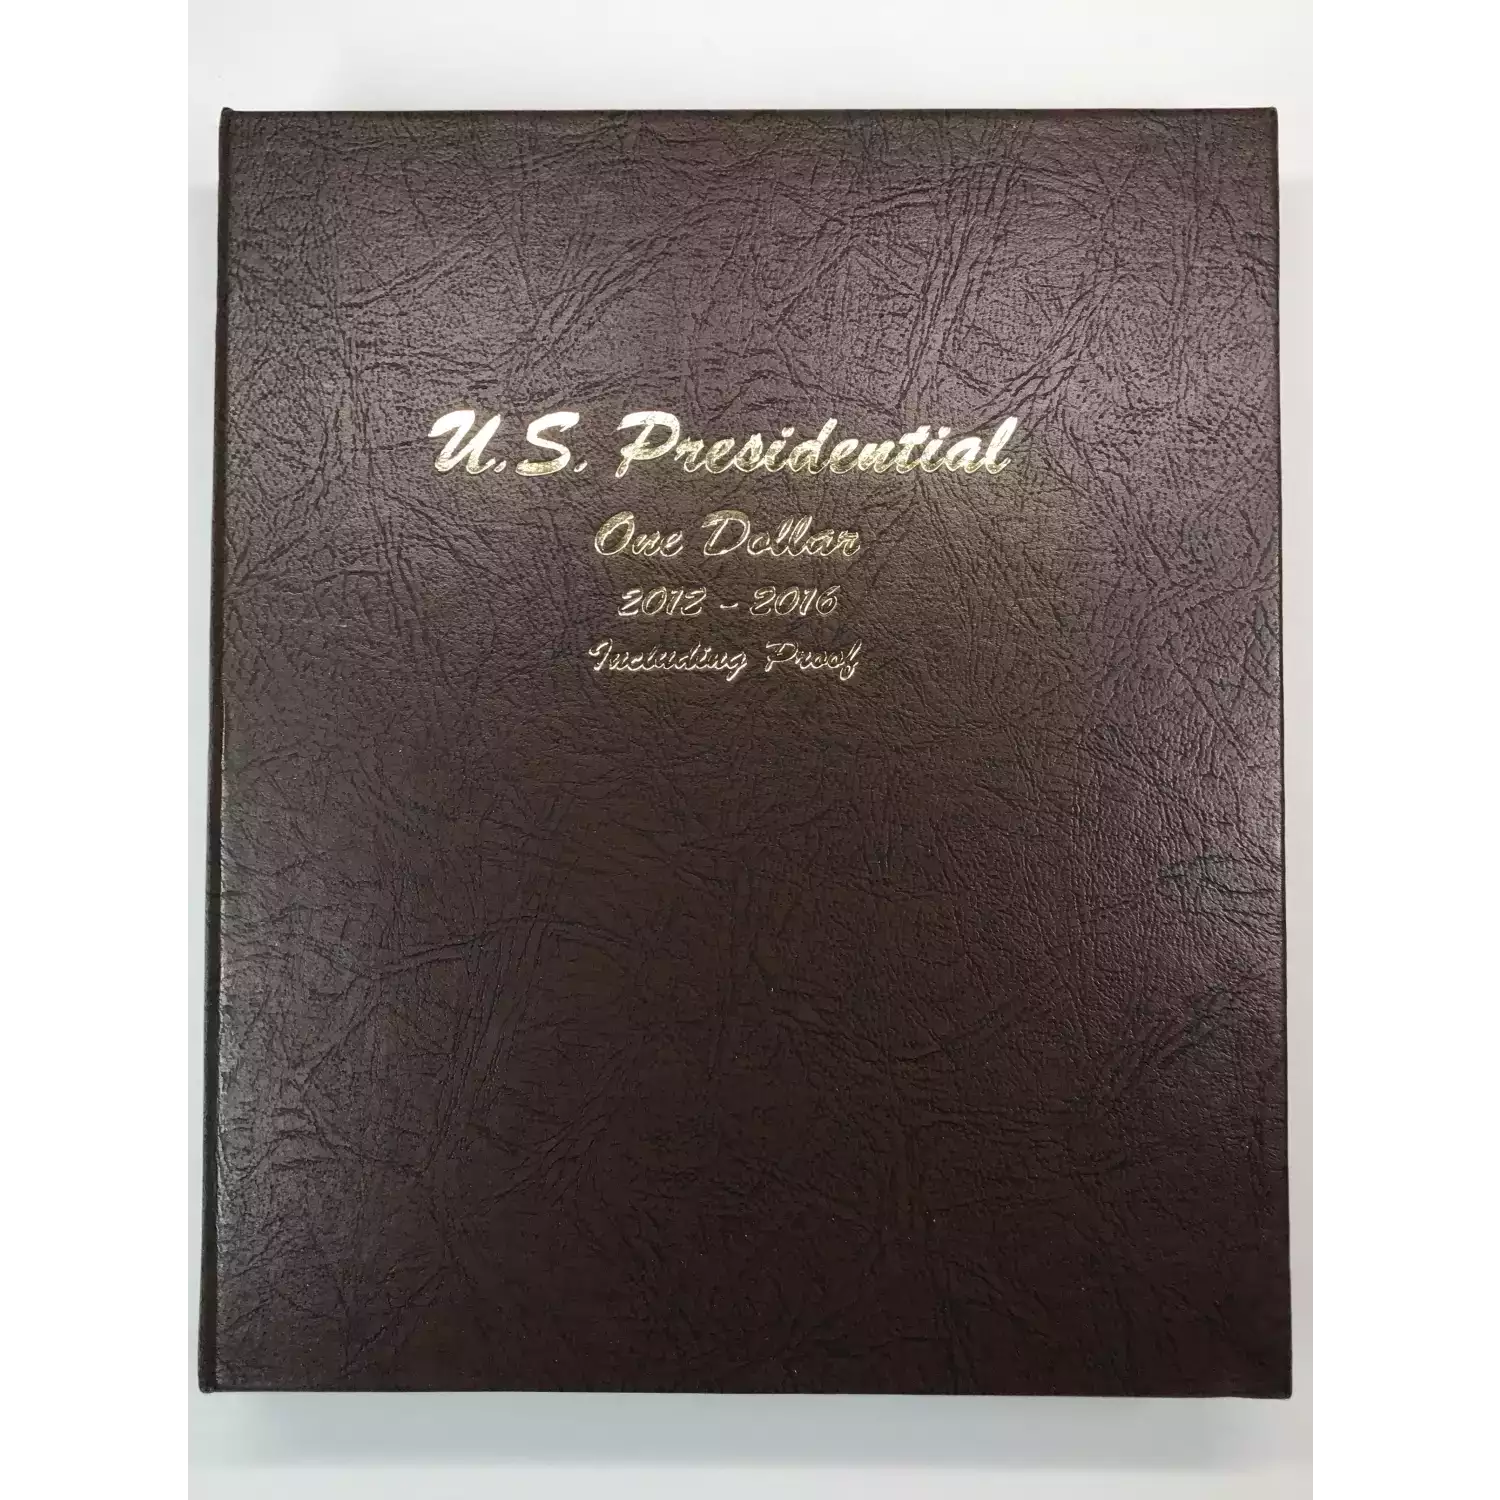 U.S. Presidential
One Dollar
2012 - 2016
Including Proof